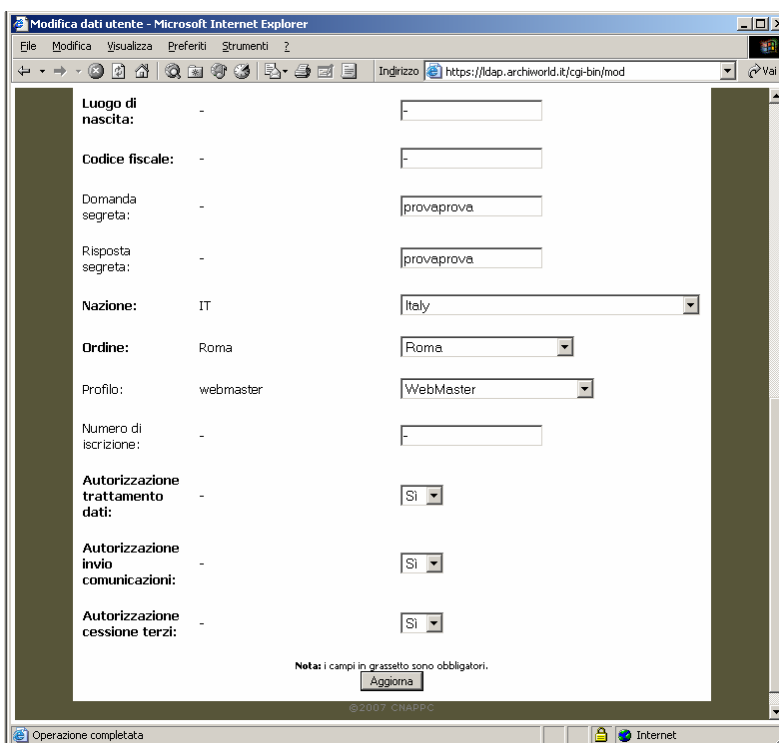 Modifica dati utente - Microsoft Internet Explorer
File Modifica Visualizza Preferiti Strumenti ?
Indirizzo https://ldap.archiworld.it/cgi-bin/mod Vai
Luogo di
nascita: - -
Codice fiscale: - -
Domanda
segreta: - provaprova
Risposta
segreta: - provaprova
Nazione: IT Italy
Ordine: Roma Roma
Profilo: webmaster WebMaster
Numero di
iscrizione: - -
Autorizzazione
trattamento
dati: - Sì
Autorizzazione
invio
comunicazioni: - Sì
Autorizzazione
cessione terzi: - Sì
Nota: i campi in grassetto sono obbligatori.
Aggiorna
©2007 CNAPPC
Operazione completata Internet